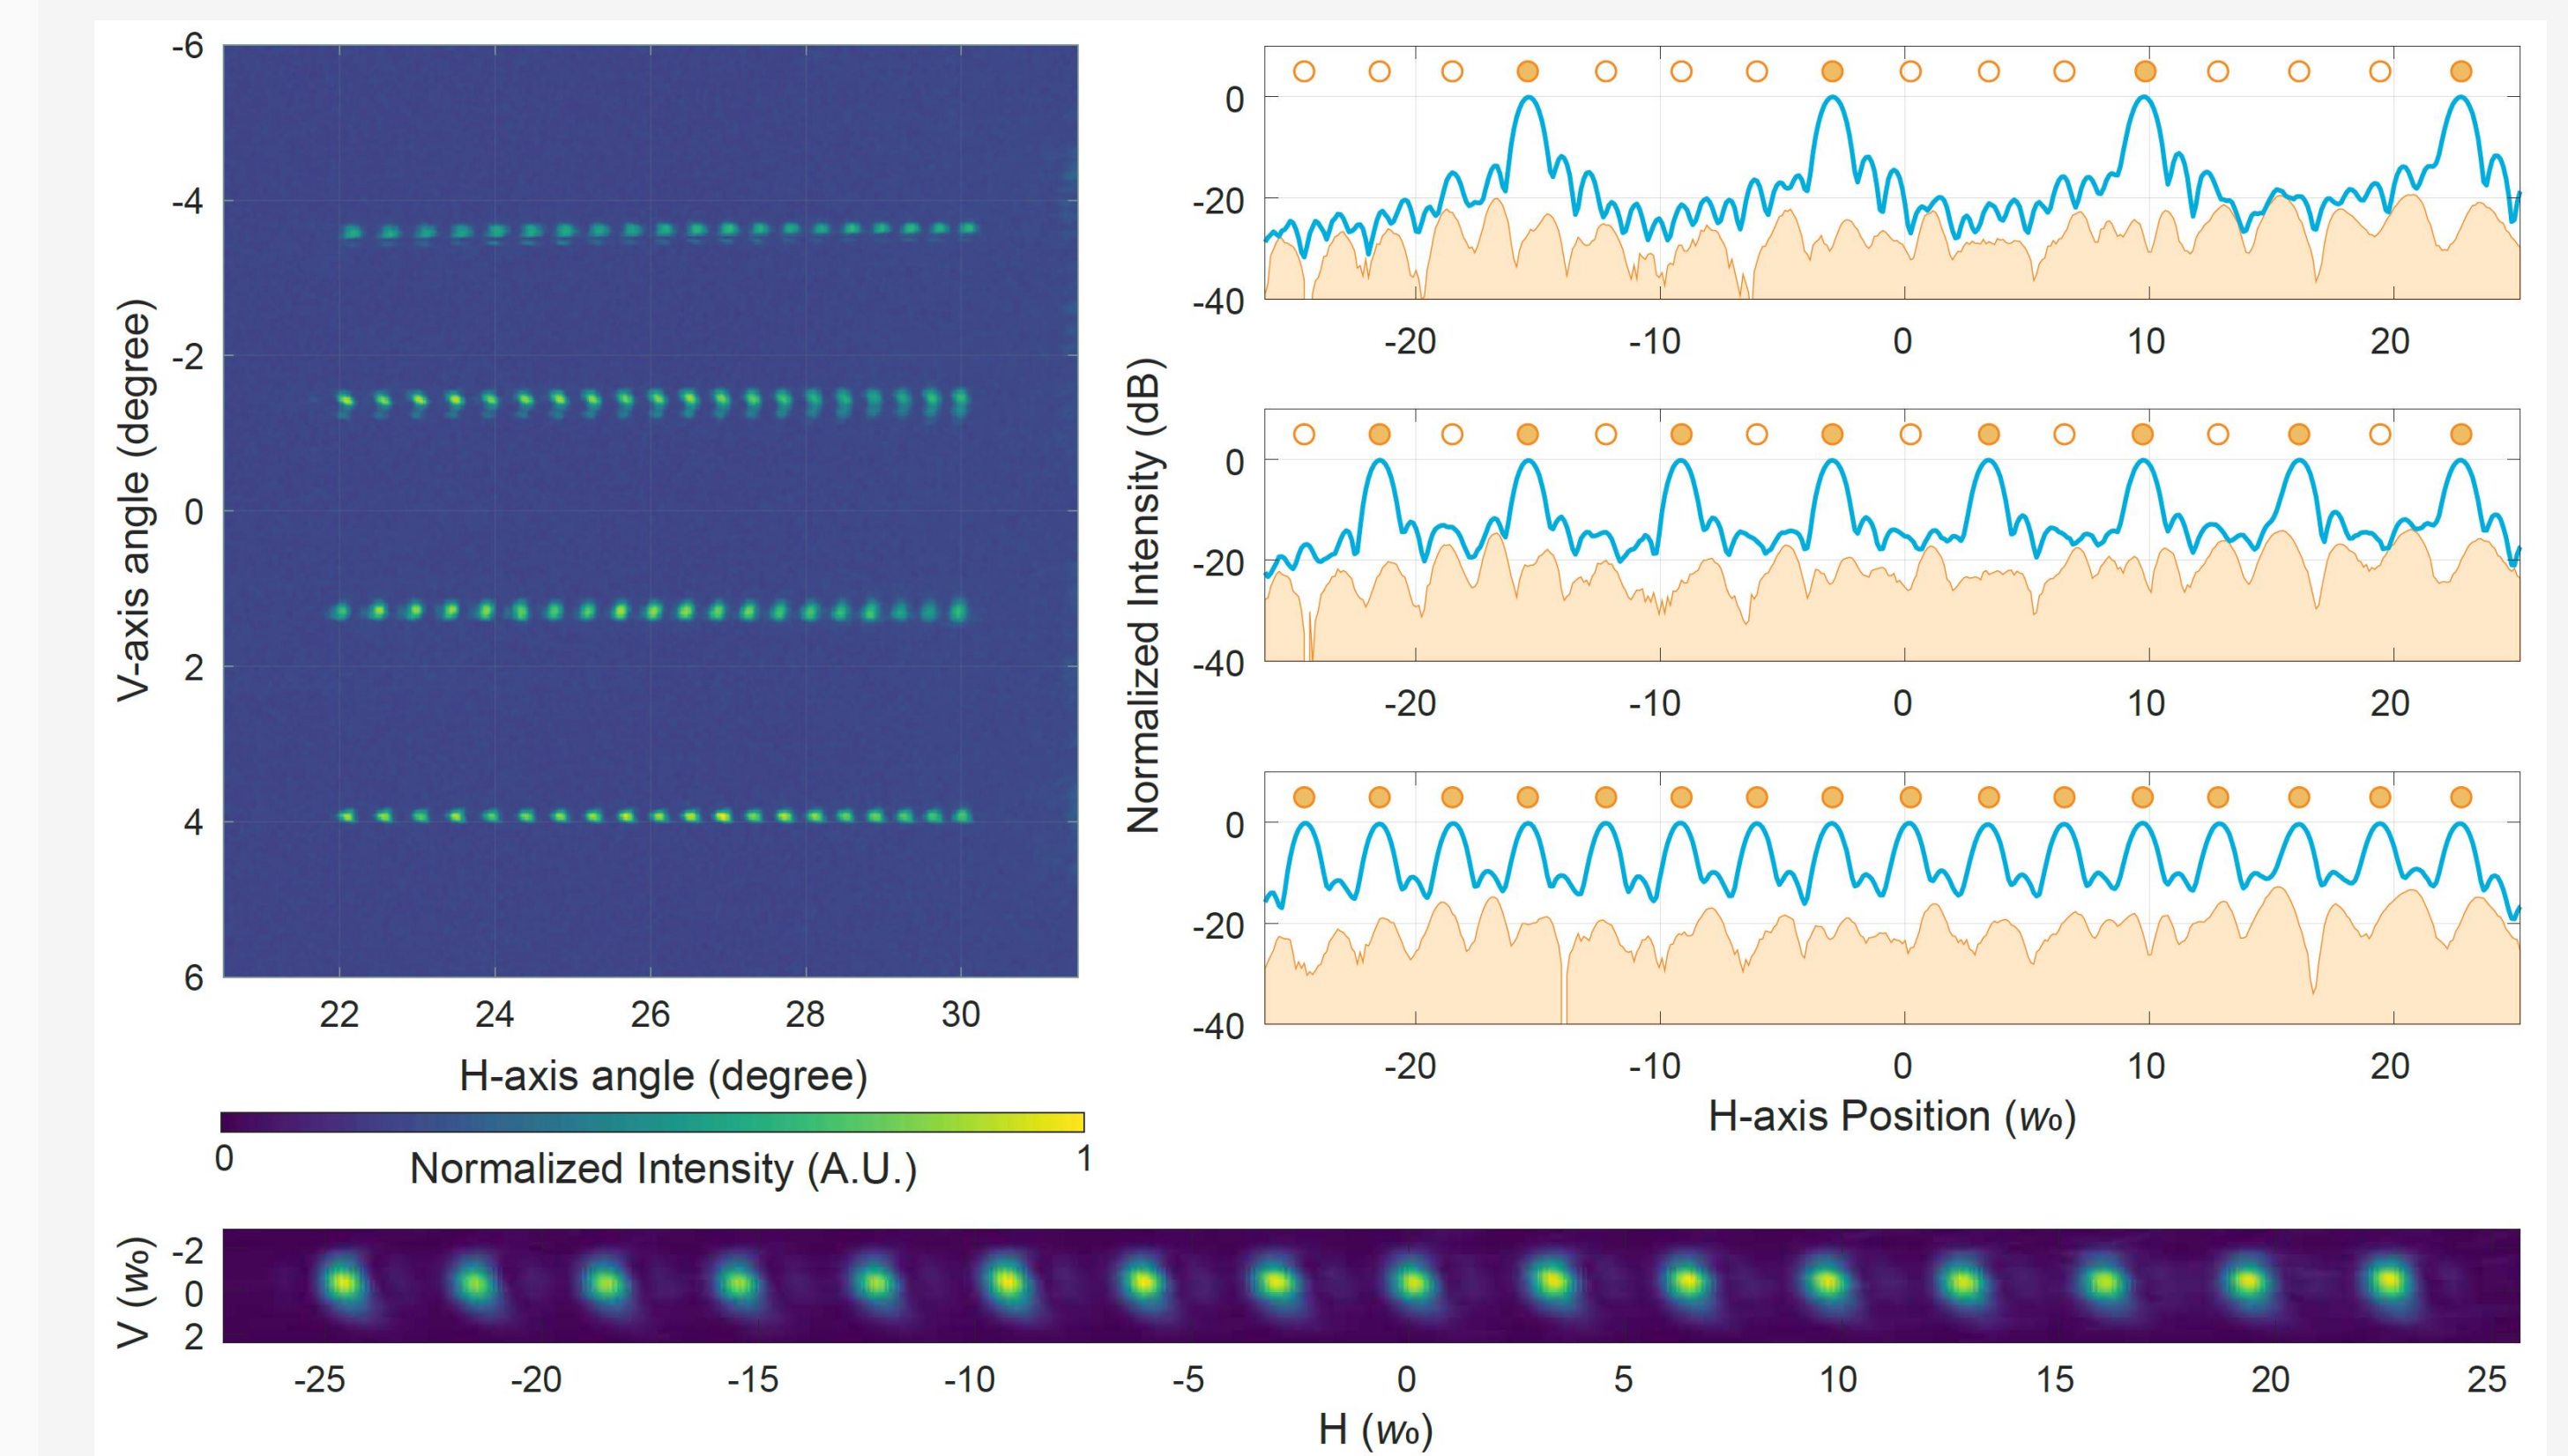 -6
-4
-2
0
2
4
6
V-axis angle (degree)
22 24 26 28 30
H-axis angle (degree)
0 1
Normalized Intensity (A.U.)
Normalized Intensity (dB)
0
-20
-40
-20 -10 0 10 20
0
-20
-40
-20 -10 0 10 20
0
-20
-40
-20 -10 0 10 20
H-axis Position (w₀)
V (w₀)
-2
0
2
-25 -20 -15 -10 -5 0 5 10 15 20 25
H (w₀)